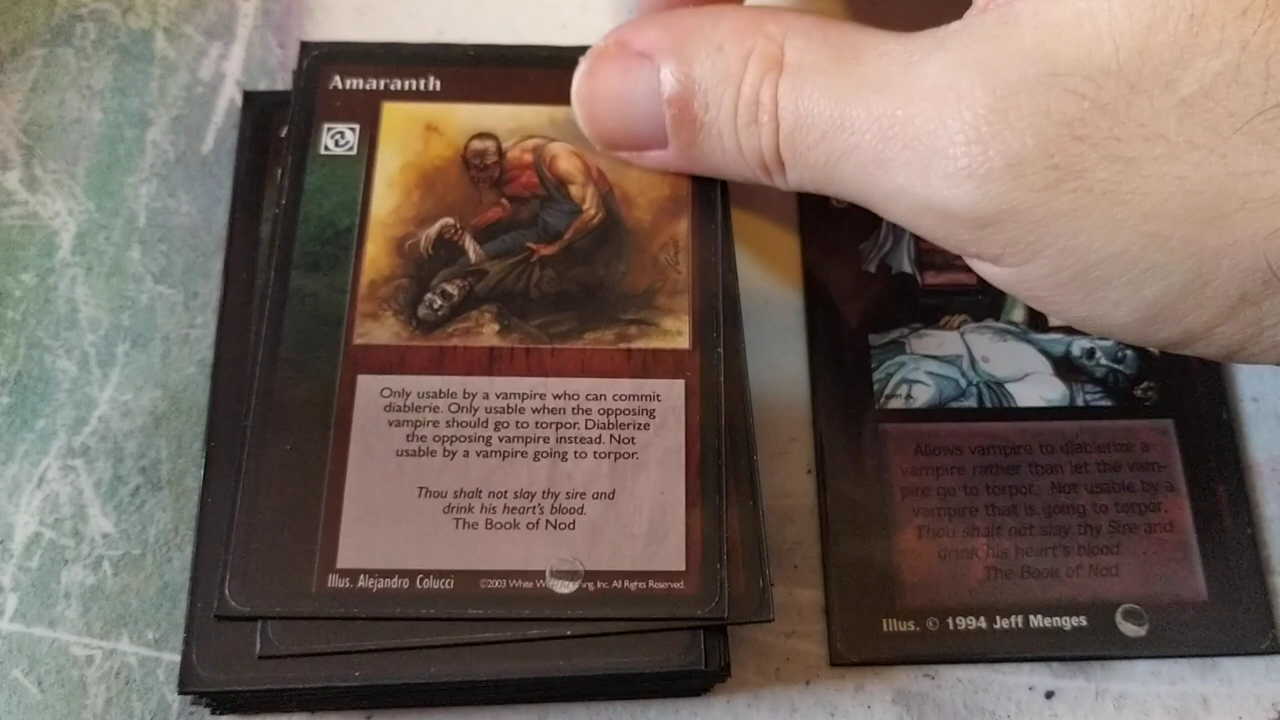 Amaranth
Only usable by a vampire who can commit
diablerie. Only usable when the opposing
vampire should go to torpor. Diablerize
the opposing vampire instead. Not
usable by a vampire going to torpor.
Thou shalt not slay thy sire and
drink his heart's blood.
The Book of Nod
Illus. Alejandro Colucci
©2003 White Inc. All Rights Reserved.
Allows vampire to diablerize a
vampire rather than let the vam-
pire go to torpor. Not usable by a
vampire that is going to torpor.
Thou shalt not slay thy Sire and
drink his heart's blood.
The Book of Nod
Illus. © 1994 Jeff Menges